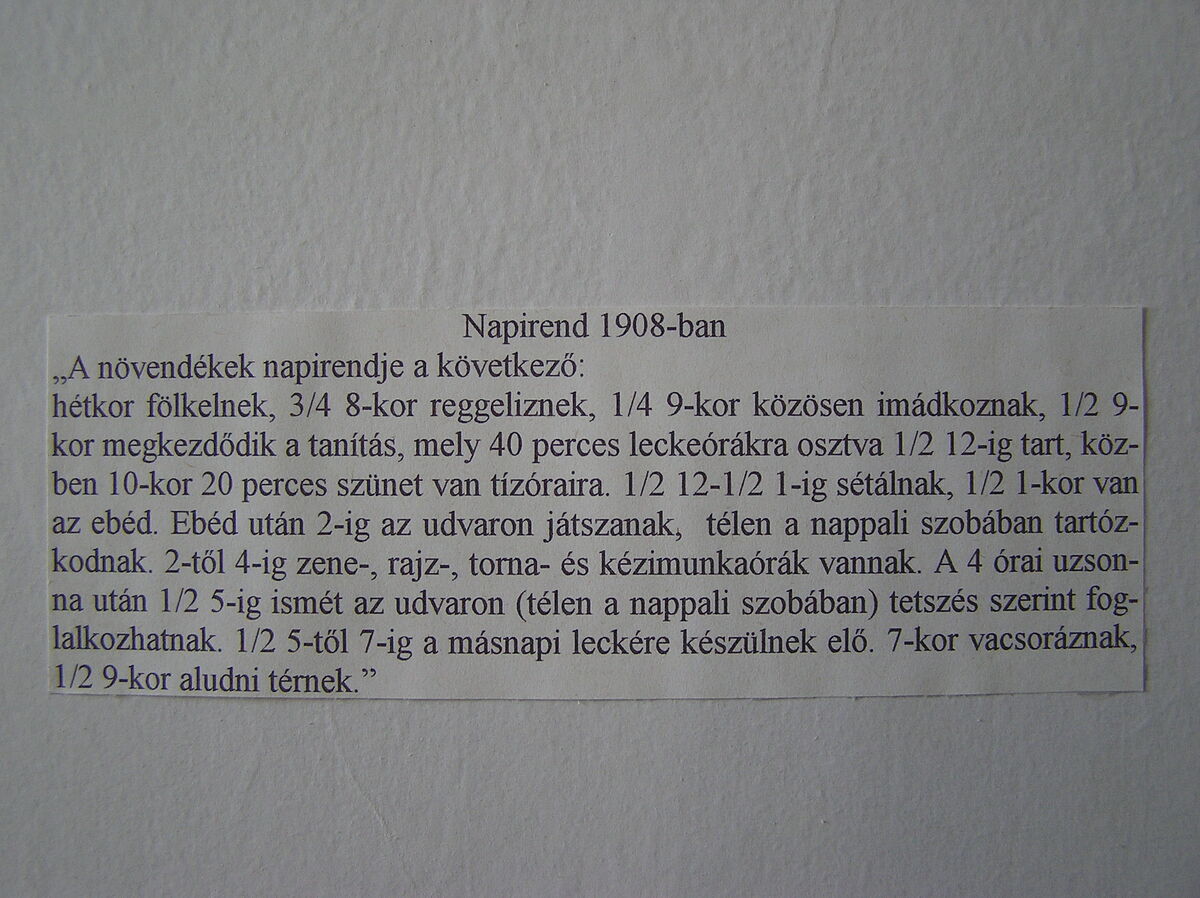 Napirend 1908-ban
„A növendékek napirendje a következő:
hétkor fölkelnek, 3/4 8-kor reggeliznek, 1/4 9-kor közösen imádkoznak, 1/2 9-
kor megkezdődik a tanítás, mely 40 perces leckeórákra osztva 1/2 12-ig tart, köz-
ben 10-kor 20 perces szünet van tízóraira. 1/2 12-1/2 1-ig sétálnak, 1/2 1-kor van
az ebéd. Ebéd után 2-ig az udvaron játszanak, télen a nappali szobában tartóz-
kodnak. 2-től 4-ig zene-, rajz-, torna- és kézimunkaórák vannak. A 4 órai uzson-
na után 1/2 5-ig ismét az udvaron (télen a nappali szobában) tetszés szerint fog-
lalkozhatnak. 1/2 5-től 7-ig a másnapi leckére készülnek elő. 7-kor vacsoráznak,
1/2 9-kor aludni térnek.”